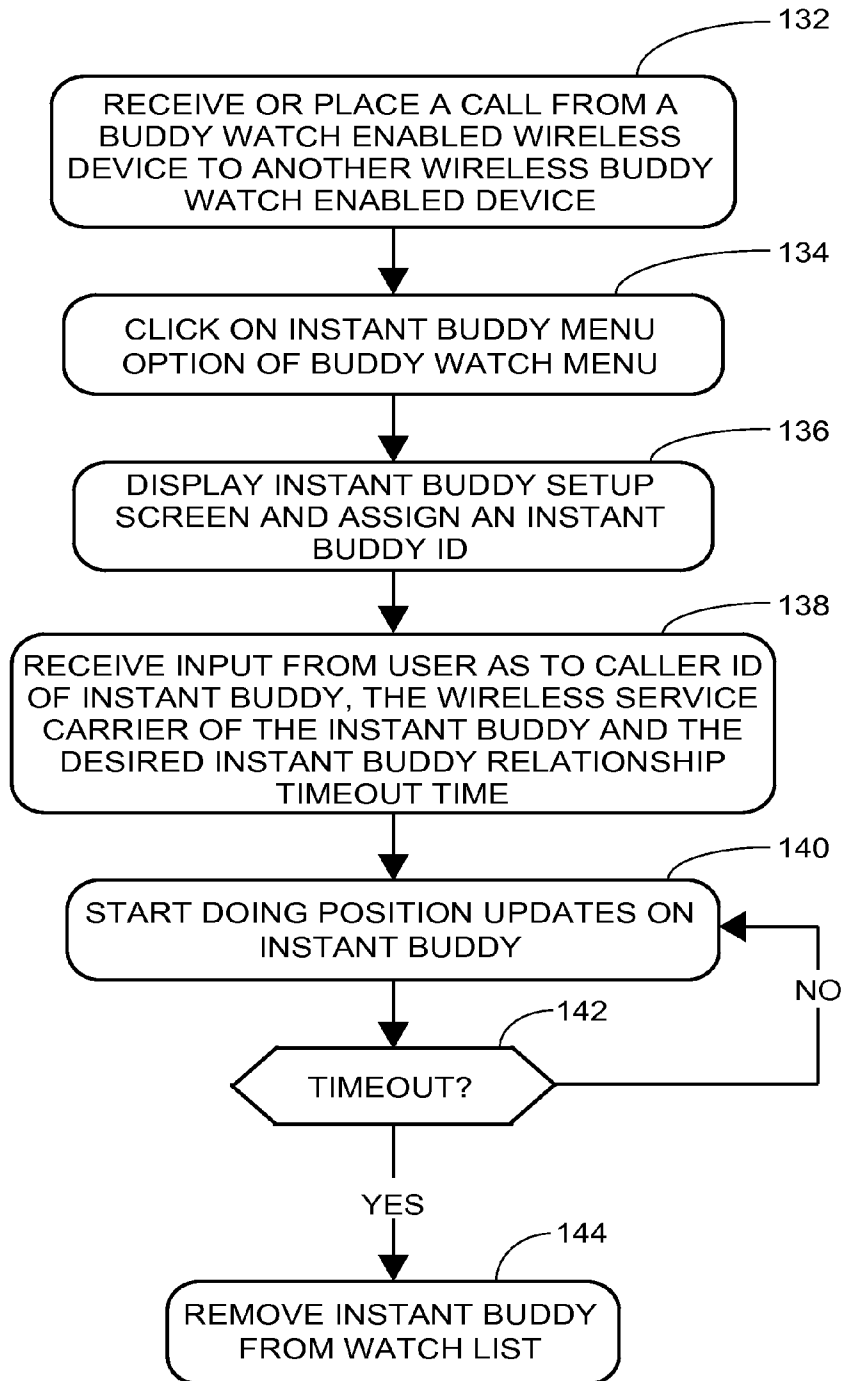 132
RECEIVE OR PLACE A CALL FROM A
BUDDY WATCH ENABLED WIRELESS
DEVICE TO ANOTHER WIRELESS BUDDY
WATCH ENABLED DEVICE
134
CLICK ON INSTANT BUDDY MENU
OPTION OF BUDDY WATCH MENU
136
DISPLAY INSTANT BUDDY SETUP
SCREEN AND ASSIGN AN INSTANT
BUDDY ID
138
RECEIVE INPUT FROM USER AS TO CALLER ID
OF INSTANT BUDDY, THE WIRELESS SERVICE
CARRIER OF THE INSTANT BUDDY AND THE
DESIRED INSTANT BUDDY RELATIONSHIP
TIMEOUT TIME
140
START DOING POSITION UPDATES ON
INSTANT BUDDY
NO
142
TIMEOUT?
YES
144
REMOVE INSTANT BUDDY
FROM WATCH LIST